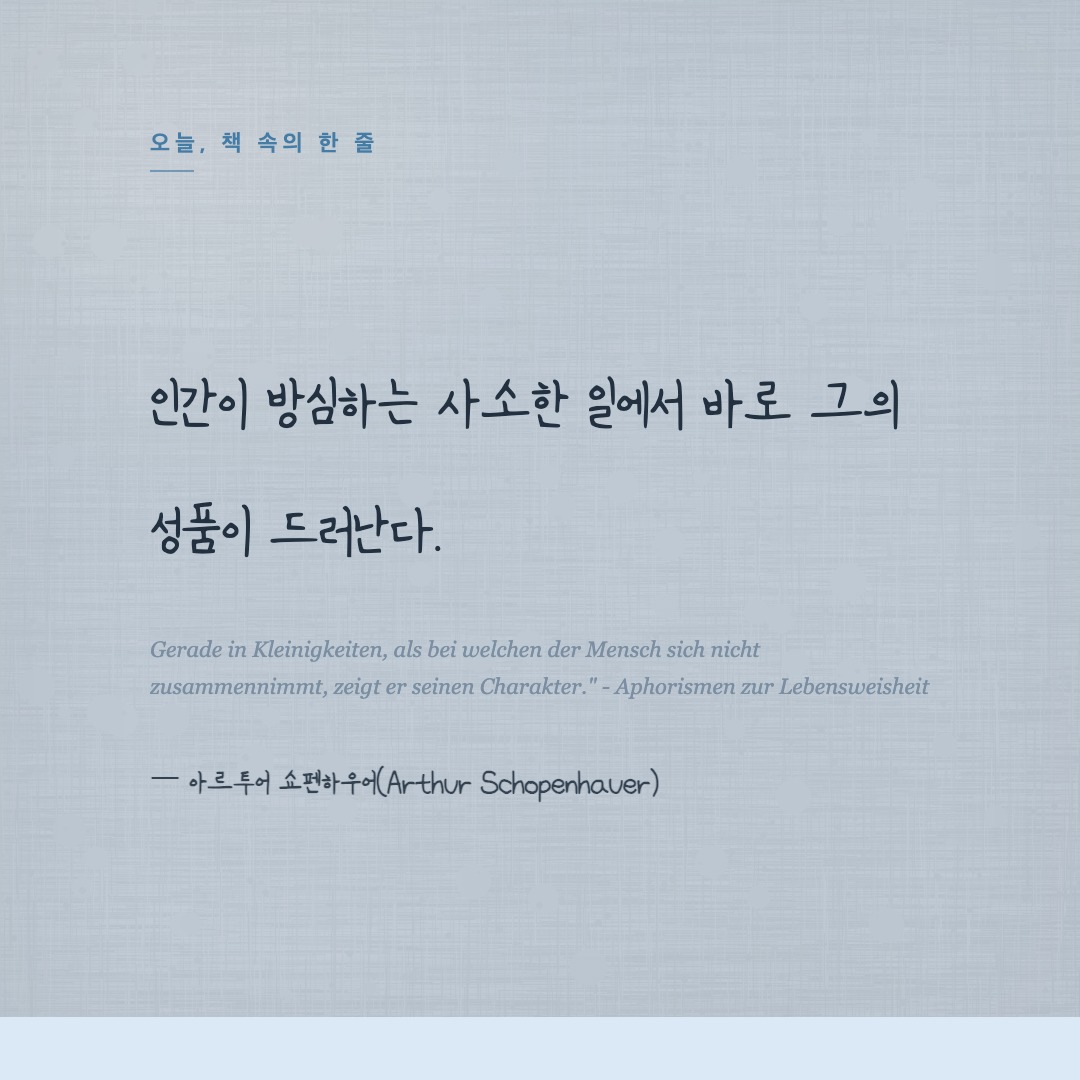 오늘, 책 속의 한 줄
인간이 방심하는 사소한 일에서 바로 그의
성품이 드러난다.
Gerade in Kleinigkeiten, als bei welchen der Mensch sich nicht
zusammennimmt, zeigt er seinen Charakter." - Aphorismen zur Lebensweisheit
— 아르투어 쇼펜하우어(Arthur Schopenhauer)